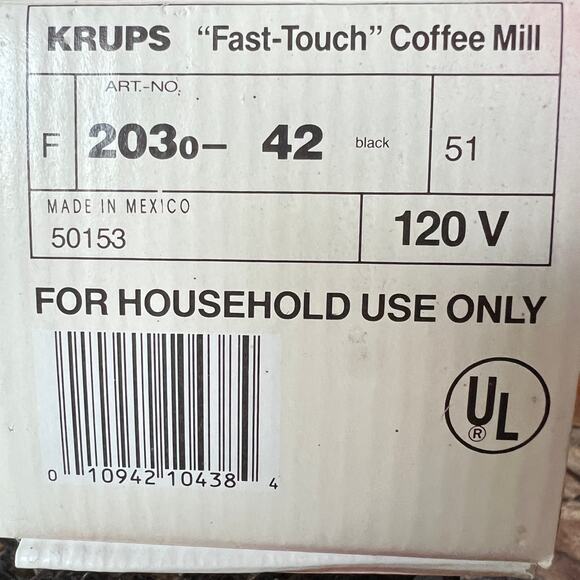 KRUPS "Fast-Touch" Coffee Mill
ART.-NO.
F 2030- 42 black 51
MADE IN MEXICO
50153
120 V
FOR HOUSEHOLD USE ONLY
UL
®
0 10942 10438 4